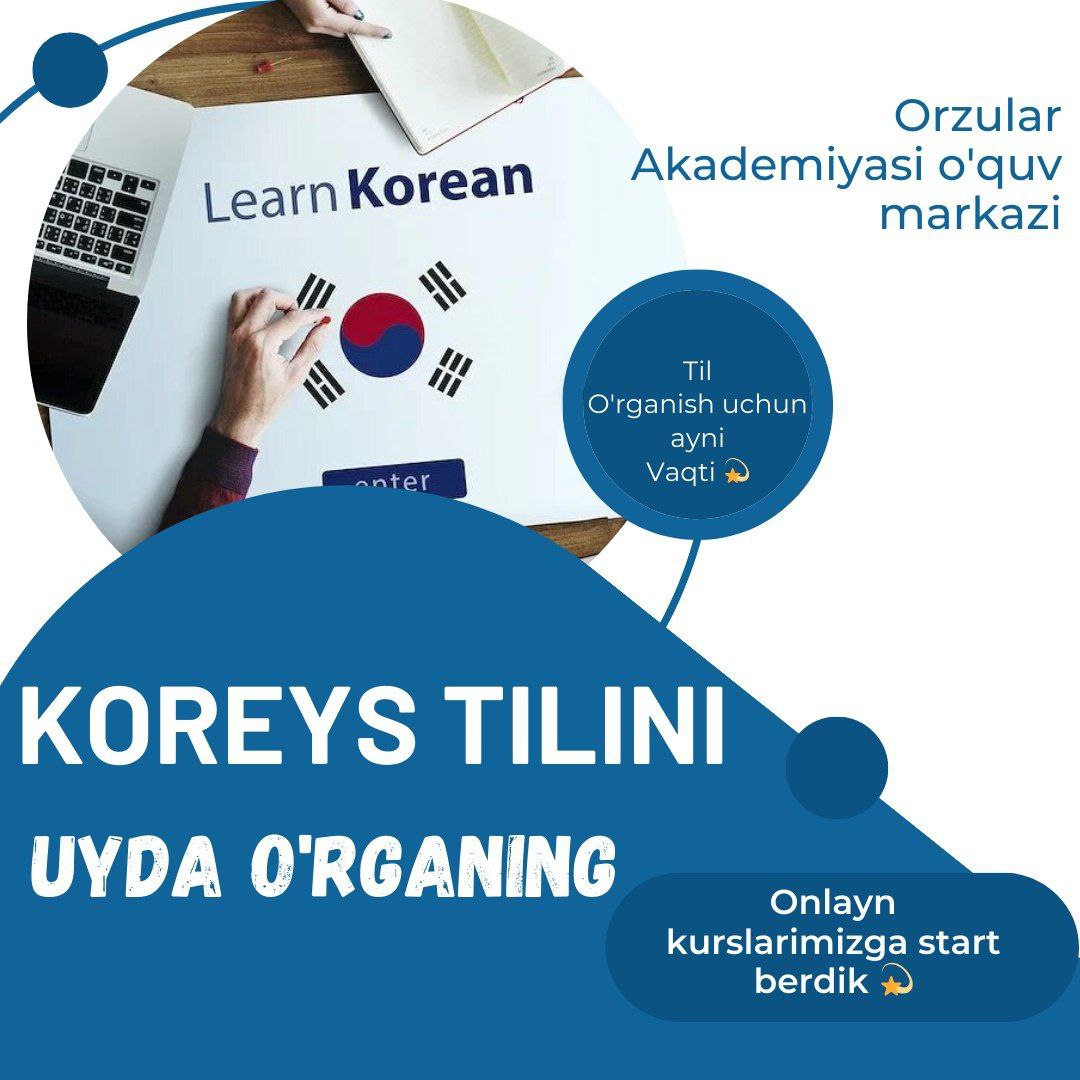 Orzular
Akademiyasi o'quv
markazi
Learn Korean
enter
Til
O'rganish uchun
ayni
Vaqti 💫
KOREYS TILINI
UYDA O'RGANING
Onlayn
kurslarimizga start
berdik 💫